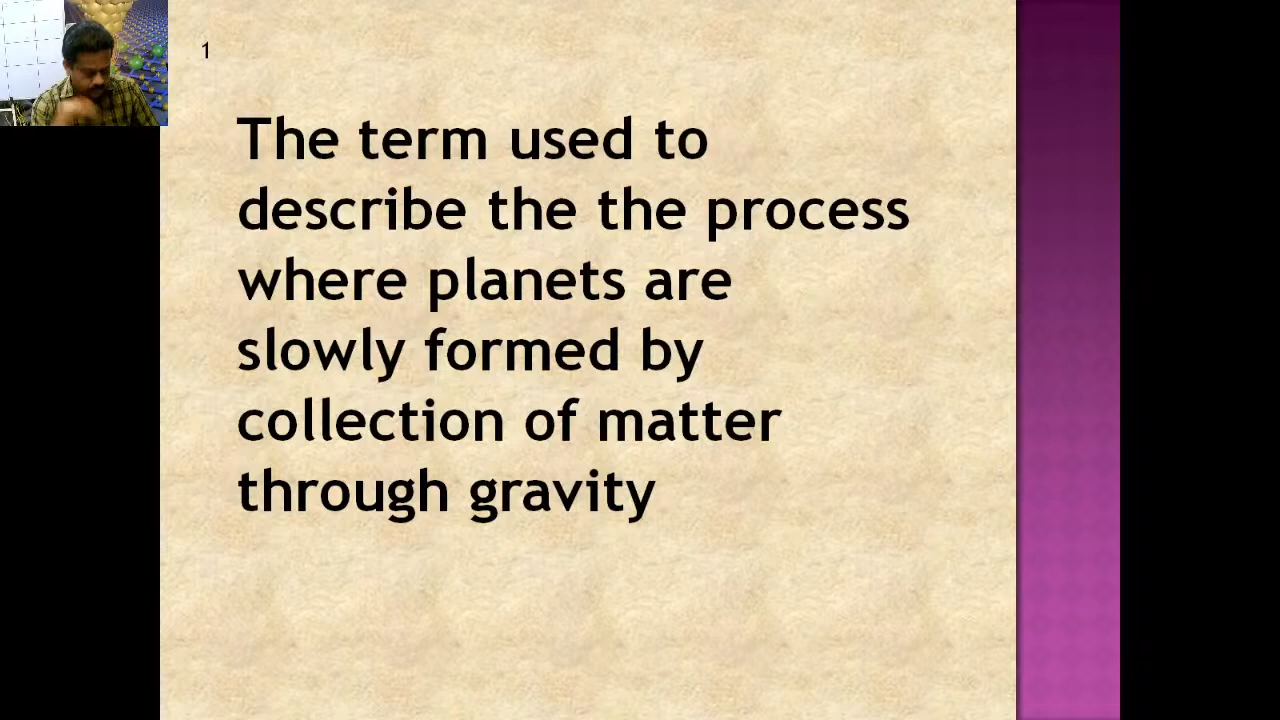 1
The term used to
describe the the process
where planets are
slowly formed by
collection of matter
through gravity